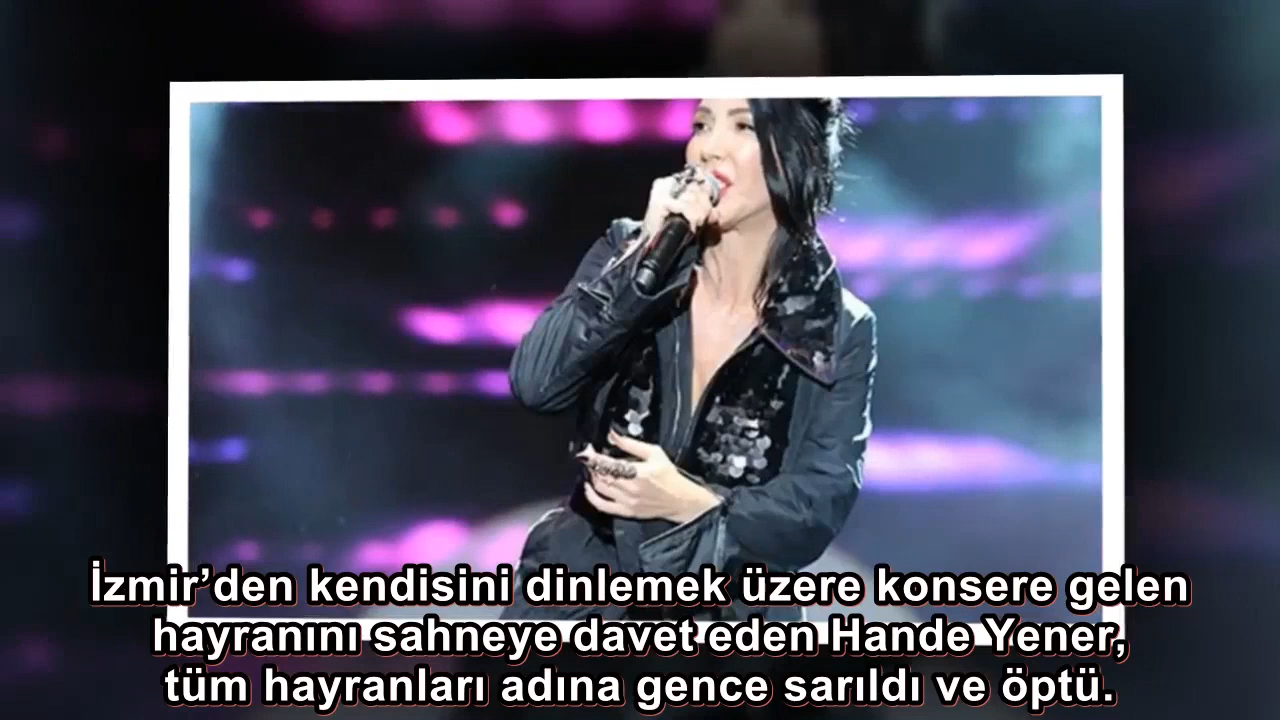 İzmir’den kendisini dinlemek üzere konsere gelen
hayranını sahneye davet eden Hande Yener,
tüm hayranları adına gence sarıldı ve öptü.